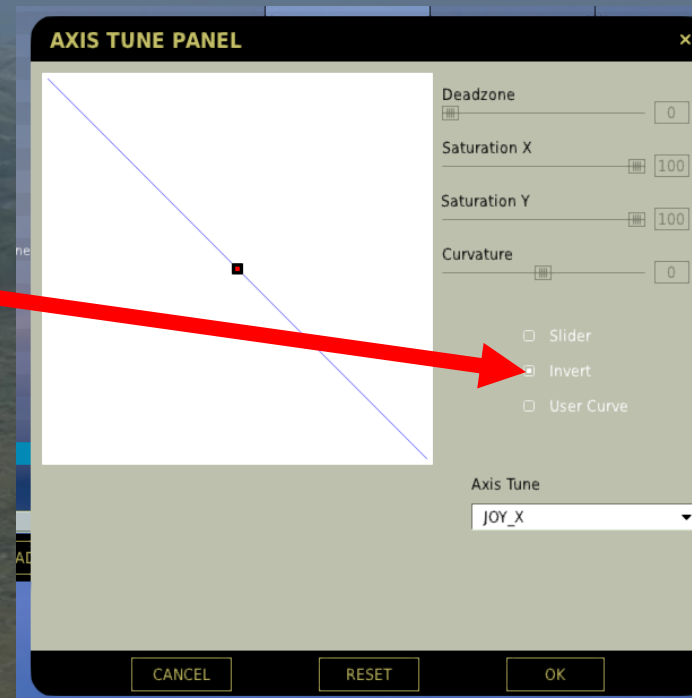 AXIS TUNE PANEL
×
Deadzone
0
Saturation X
100
Saturation Y
100
Curvature
0
Slider
Invert
User Curve
Axis Tune
JOY_X
ne
CANCEL
RESET
OK